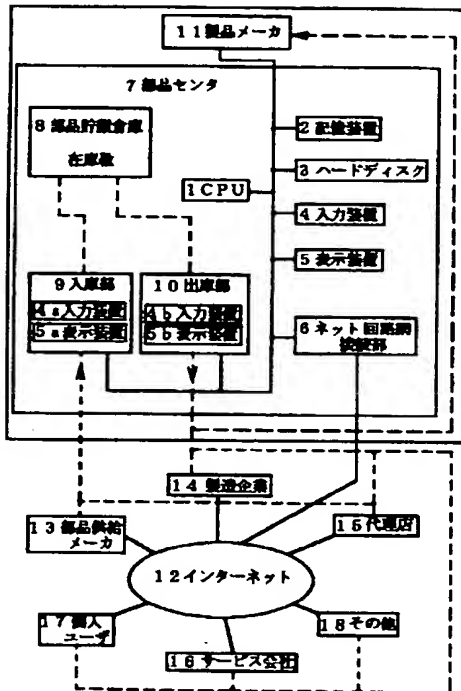 11製品メーカ
7 部品センタ
8 部品貯蔵倉庫
在庫数
2 記憶装置
3 ハードディスク
1CPU
4 入力装置
5 表示装置
9入庫部
4a入力装置
5a表示装置
10出庫部
4b入力装置
5b表示装置
6ネット回路網
接続部
14 製造企業
13部品供給
メーカ
15代理店
12インターネット
17個人
ユーザ
18その他
16サービス会社